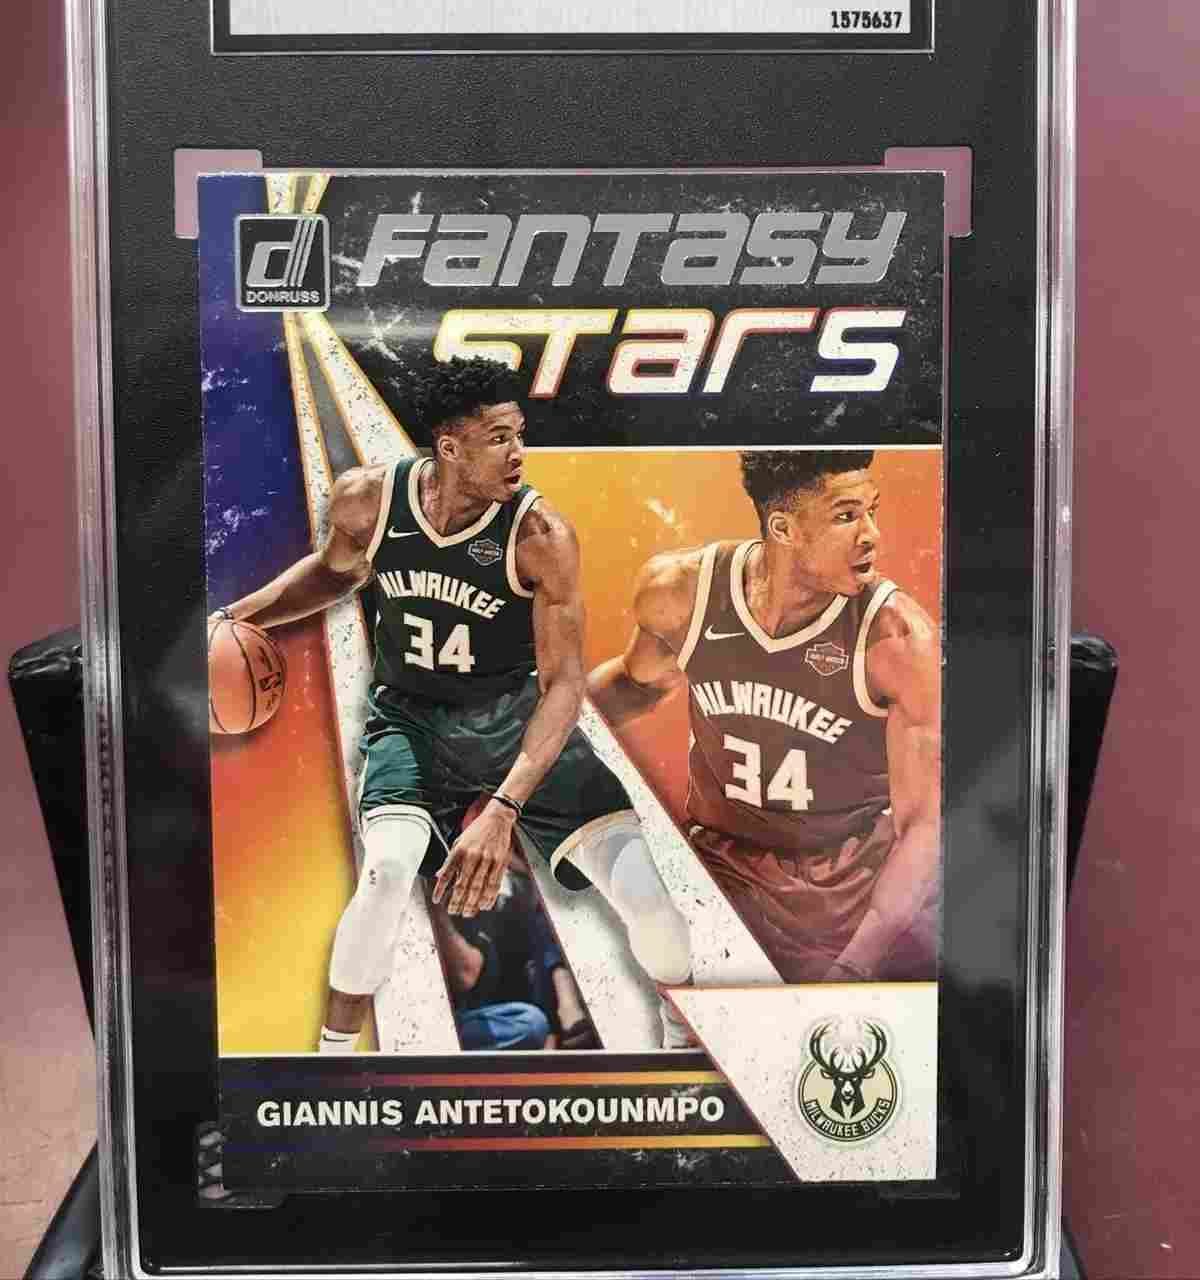 1575637
DONRUSS
FANTASY
STARS
MILWAUKEE
34
MILWAUKEE
34
GIANNIS ANTETOKOUNMPO
MILWAUKEE BUCKS